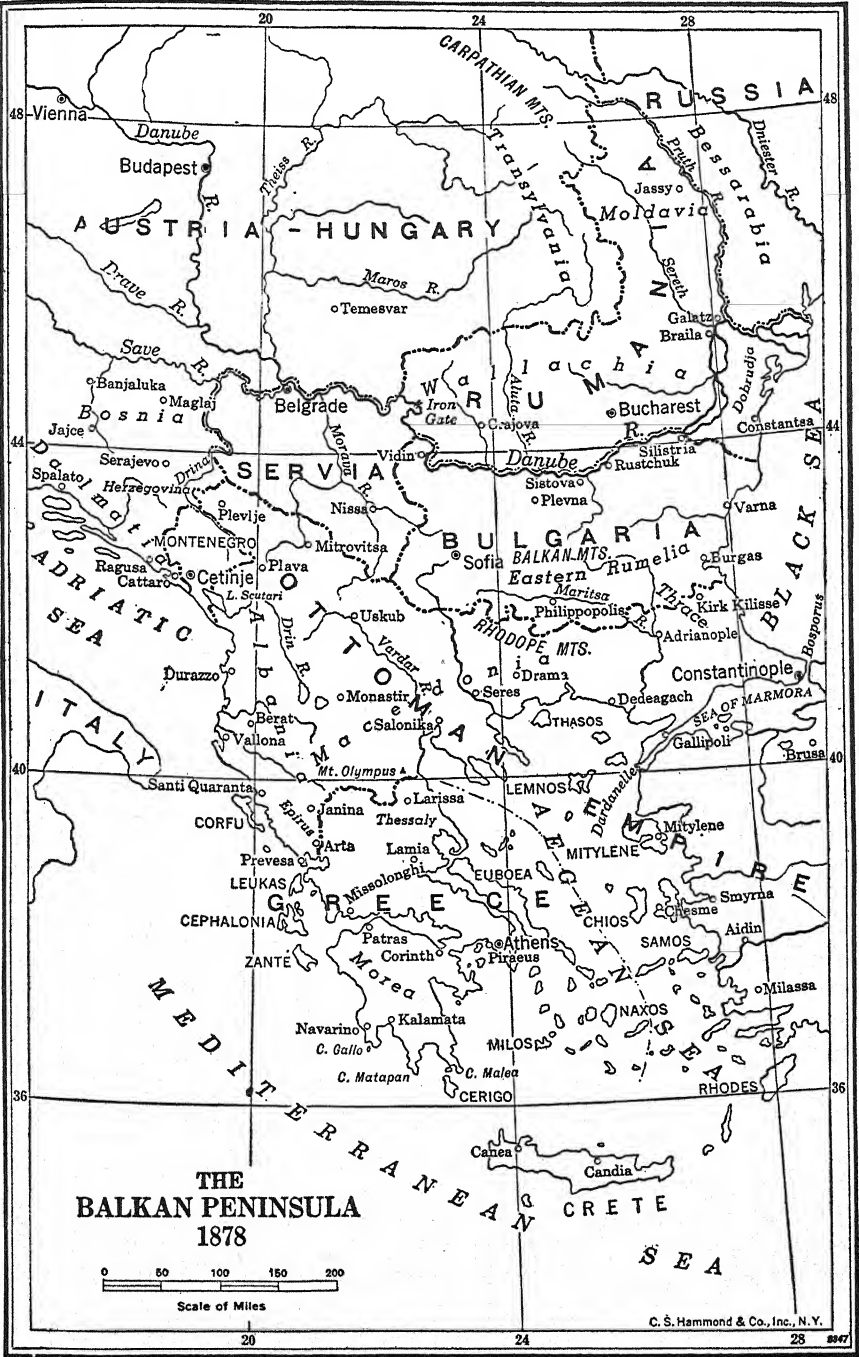 20
24
28
CARPATHIAN MTS.
RUSSIA
48
48
Vienna
Danube
Budapest
R.
Theiss R.
Transylvania
Pruth R.
Bessarabia
Dniester R.
Jassy
Moldavia
AUSTRIA-HUNGARY
Sereth
Drave R.
Maros R.
Temesvar
Galatz
Braila
RUMANIA
Save R.
Wallachia
Dobrudja
Banjaluka
Maglaj
Belgrade
Iron
Gate
Aluta R.
Bucharest
Bosnia
Jajce
Crajova
Constantsa
44
44
Serajevo
Drina
Morava R.
Vidin
Danube R.
Silistria
Rustchuk
SERVIA
Spalato
Herzegovina
Sistova
Dalmatia
Plevlje
Nissa
Plevna
Varna
BULGARIA
MONTENEGRO
Mitrovitsa
Sofia
BALKAN MTS.
Burgas
Ragusa
Cattaro
Cetinje
Plava
Eastern Rumelia
BLACK SEA
ADRIATIC
SEA
L. Scutari
Maritsa R.
Thrace
Kirk Kilisse
Philippopolis
Uskub
RHODOPE MTS.
Adrianople
Bosporus
Albania
Drin R.
Vardar R.
Durazzo
Drama
Constantinople
OTTOMAN EMPIRE
Monastir
Seres
Dedeagach
SEA OF MARMORA
ITALY
Berat
Salonika
Macedonia
THASOS
Gallipoli
Vallona
Brusa
40
40
Mt. Olympus
Santi Quaranta
LEMNOS
Dardanelles
Epirus
Janina
Larissa
CORFU
Thessaly
Mitylene
Arta
Lamia
MITYLENE
Prevesa
EUBOEA
AEGEAN SEA
LEUKAS
Missolonghi
GREECE
Smyrna
CEPHALONIA
CHIOS
Chesme
Patras
Athens
SAMOS
Aidin
ZANTE
Corinth
Piraeus
Morea
Milassa
Navarino
Kalamata
NAXOS
C. Gallo
MILOS
C. Matapan
C. Malea
RHODES
CERIGO
36
36
MEDITERRANEAN SEA
Canea
Candia
CRETE
THE
BALKAN PENINSULA
1878
0 50 100 150 200
Scale of Miles
C. S. Hammond & Co., Inc., N.Y.
20
24
28